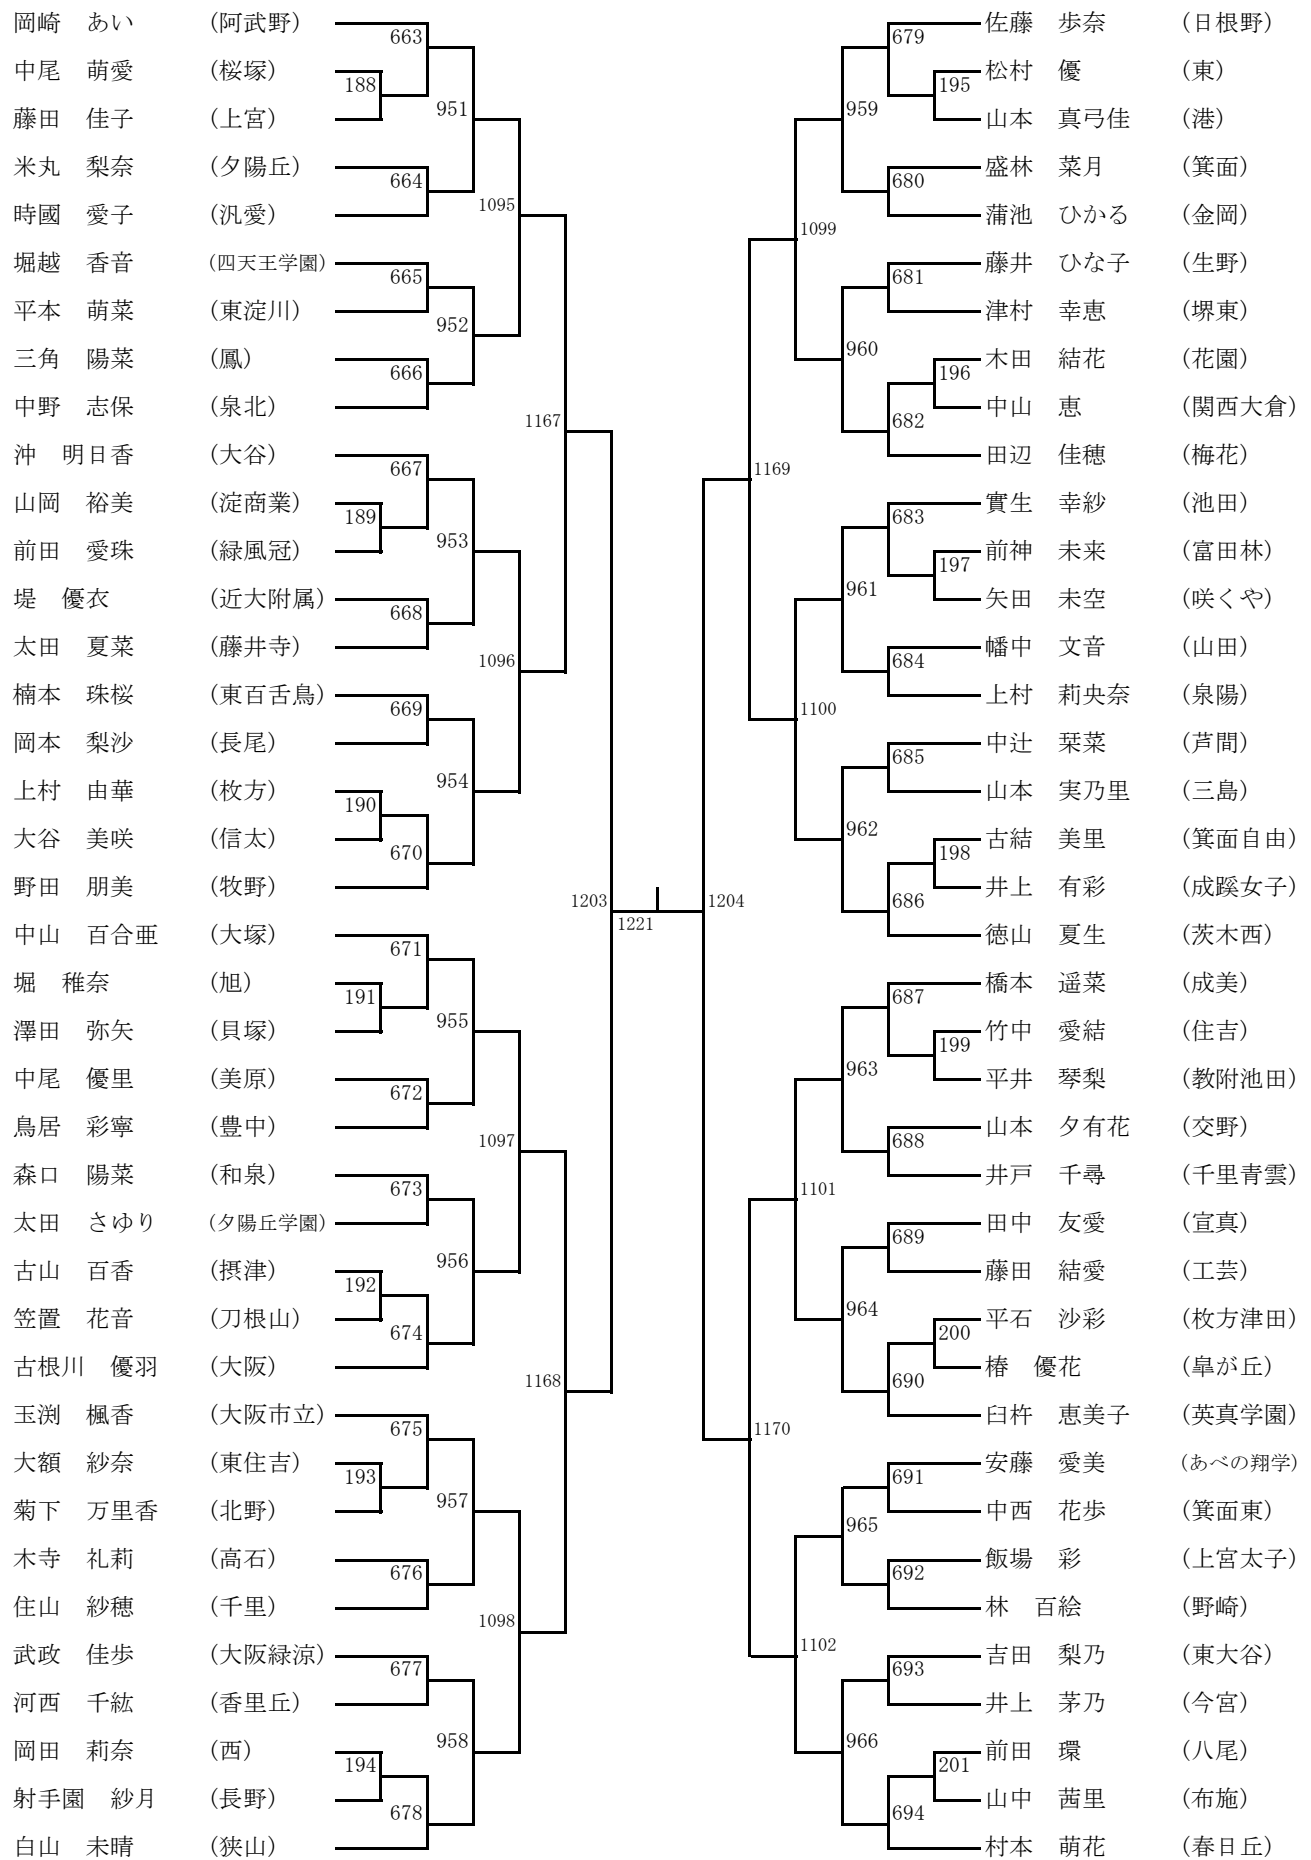 岡崎　あい　(阿武野)
663
中尾　萌愛　(桜塚)
188
藤田　佳子　(上宮)
951
米丸　梨奈　(夕陽丘)
664
時國　愛子　(汎愛)
1095
堀越　香音　(四天王学園)
665
平本　萌菜　(東淀川)
952
三角　陽菜　(鳳)
666
中野　志保　(泉北)
1167
沖　明日香　(大谷)
667
山岡　裕美　(淀商業)
189
前田　愛珠　(緑風冠)
953
堤　優衣　(近大附属)
668
太田　夏菜　(藤井寺)
1096
楠本　珠桜　(東百舌鳥)
669
岡本　梨沙　(長尾)
954
上村　由華　(枚方)
190
大谷　美咲　(信太)
670
野田　朋美　(牧野)
1203
1221
中山　百合亜　(大塚)
671
堀　稚奈　(旭)
191
澤田　弥矢　(貝塚)
955
中尾　優里　(美原)
672
鳥居　彩寧　(豊中)
1097
森口　陽菜　(和泉)
673
太田　さゆり　(夕陽丘学園)
956
古山　百香　(摂津)
192
笠置　花音　(刀根山)
674
古根川　優羽　(大阪)
1168
玉渕　楓香　(大阪市立)
675
大額　紗奈　(東住吉)
193
菊下　万里香　(北野)
957
木寺　礼莉　(高石)
676
住山　紗穂　(千里)
1098
武政　佳歩　(大阪緑涼)
677
河西　千紘　(香里丘)
958
岡田　莉奈　(西)
194
射手園　紗月　(長野)
678
白山　未晴　(狭山)
佐藤　歩奈　(日根野)
679
松村　優　(東)
195
山本　真弓佳　(港)
959
盛林　菜月　(箕面)
680
蒲池　ひかる　(金岡)
1099
藤井　ひな子　(生野)
681
津村　幸恵　(堺東)
960
木田　結花　(花園)
196
中山　恵　(関西大倉)
682
田辺　佳穂　(梅花)
1169
實生　幸紗　(池田)
683
前神　未来　(富田林)
197
矢田　未空　(咲くや)
961
幡中　文音　(山田)
684
上村　莉央奈　(泉陽)
1100
中辻　栞菜　(芦間)
685
山本　実乃里　(三島)
962
古結　美里　(箕面自由)
198
井上　有彩　(成蹊女子)
686
徳山　夏生　(茨木西)
1204
橋本　遥菜　(成美)
687
竹中　愛結　(住吉)
199
平井　琴梨　(教附池田)
963
山本　夕有花　(交野)
688
井戸　千尋　(千里青雲)
1101
田中　友愛　(宣真)
689
藤田　結愛　(工芸)
964
平石　沙彩　(枚方津田)
200
椿　優花　(皐が丘)
690
臼杵　恵美子　(英真学園)
1170
安藤　愛美　(あべの翔学)
691
中西　花歩　(箕面東)
965
飯場　彩　(上宮太子)
692
林　百絵　(野崎)
1102
吉田　梨乃　(東大谷)
693
井上　茅乃　(今宮)
966
前田　環　(八尾)
201
山中　茜里　(布施)
694
村本　萌花　(春日丘)